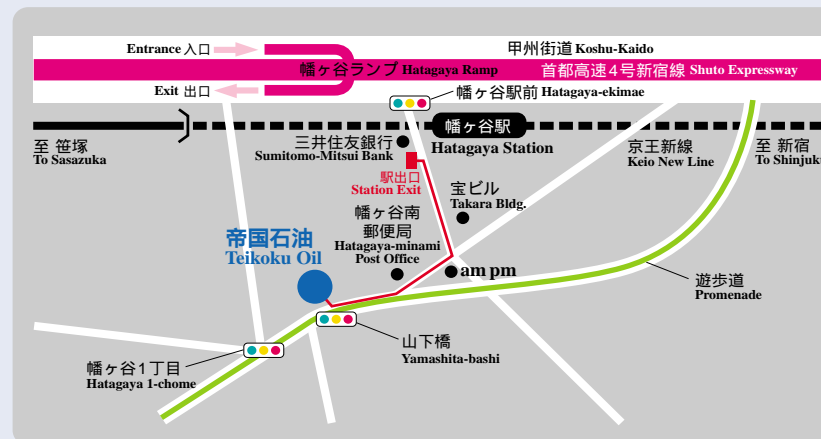 Entrance 入口
甲州街道 Koshu-Kaido
幡ヶ谷ランプ Hatagaya Ramp
首都高速4号新宿線 Shuto Expressway
Exit 出口
幡ヶ谷駅前 Hatagaya-ekimae
幡ヶ谷駅
Hatagaya Station
至 笹塚
To Sasazuka
三井住友銀行
Sumitomo-Mitsui Bank
京王新線
Keio New Line
至 新宿
To Shinjuk
駅出口
Station Exit
宝ビル
Takara Bldg.
幡ヶ谷南
郵便局
Hatagaya-minami
Post Office
帝国石油
Teikoku Oil
am pm
遊歩道
Promenade
山下橋
Yamashita-bashi
幡ヶ谷1丁目
Hatagaya 1-chome